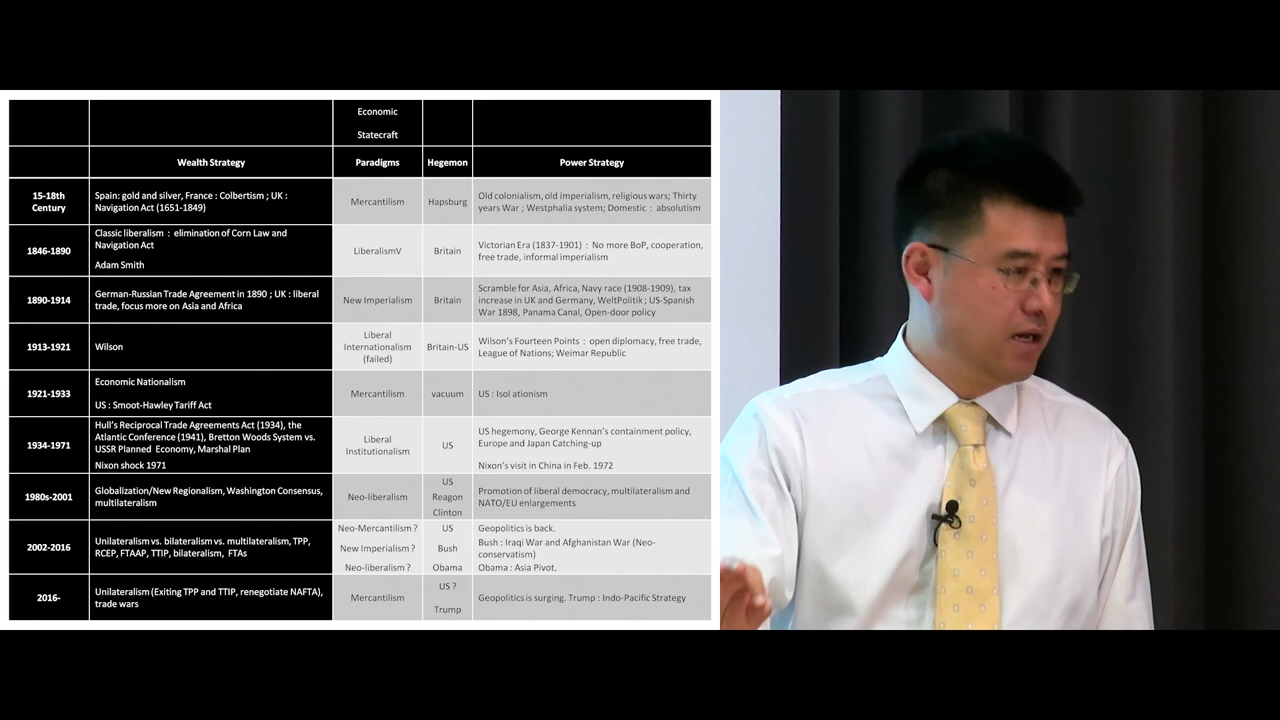 Economic
Statecraft
Wealth Strategy
Paradigms
Hegemon
Power Strategy
15-18th
Century
Spain: gold and silver, France : Colbertism ; UK :
Navigation Act (1651-1849)
Mercantilism
Hapsburg
Old colonialism, old imperialism, religious wars; Thirty
years War ; Westphalia system; Domestic : absolutism
1846-1890
Classic liberalism : elimination of Corn Law and
Navigation Act
Adam Smith
LiberalismV
Britain
Victorian Era (1837-1901) : No more BoP, cooperation,
free trade, informal imperialism
1890-1914
German-Russian Trade Agreement in 1890 ; UK : liberal
trade, focus more on Asia and Africa
New Imperialism
Britain
Scramble for Asia, Africa, Navy race (1908-1909), tax
increase in UK and Germany, WeltPolitik ; US-Spanish
War 1898, Panama Canal, Open-door policy
1913-1921
Wilson
Liberal
Internationalism
(failed)
Britain-US
Wilson's Fourteen Points : open diplomacy, free trade,
League of Nations; Weimar Republic
1921-1933
Economic Nationalism
US : Smoot-Hawley Tariff Act
Mercantilism
vacuum
US : Isol ationism
1934-1971
Hull's Reciprocal Trade Agreements Act (1934), the
Atlantic Conference (1941), Bretton Woods System vs.
USSR Planned Economy, Marshal Plan
Nixon shock 1971
Liberal
Institutionalism
US
US hegemony, George Kennan's containment policy,
Europe and Japan Catching-up
Nixon's visit in China in Feb. 1972
1980s-2001
Globalization/New Regionalism, Washington Consensus,
multilateralism
Neo-liberalism
US
Reagon
Clinton
Promotion of liberal democracy, multilateralism and
NATO/EU enlargements
2002-2016
Unilateralism vs. bilateralism vs. multilateralism, TPP,
RCEP, FTAAP, TTIP, bilateralism, FTAs
Neo-Mercantilism ?
New Imperialism ?
Neo-liberalism ?
US
Bush
Obama
Geopolitics is back.
Bush : Iraqi War and Afghanistan War (Neo-
conservatism)
Obama : Asia Pivot.
2016-
Unilateralism (Exiting TPP and TTIP, renegotiate NAFTA),
trade wars
Mercantilism
US ?
Trump
Geopolitics is surging. Trump : Indo-Pacific Strategy